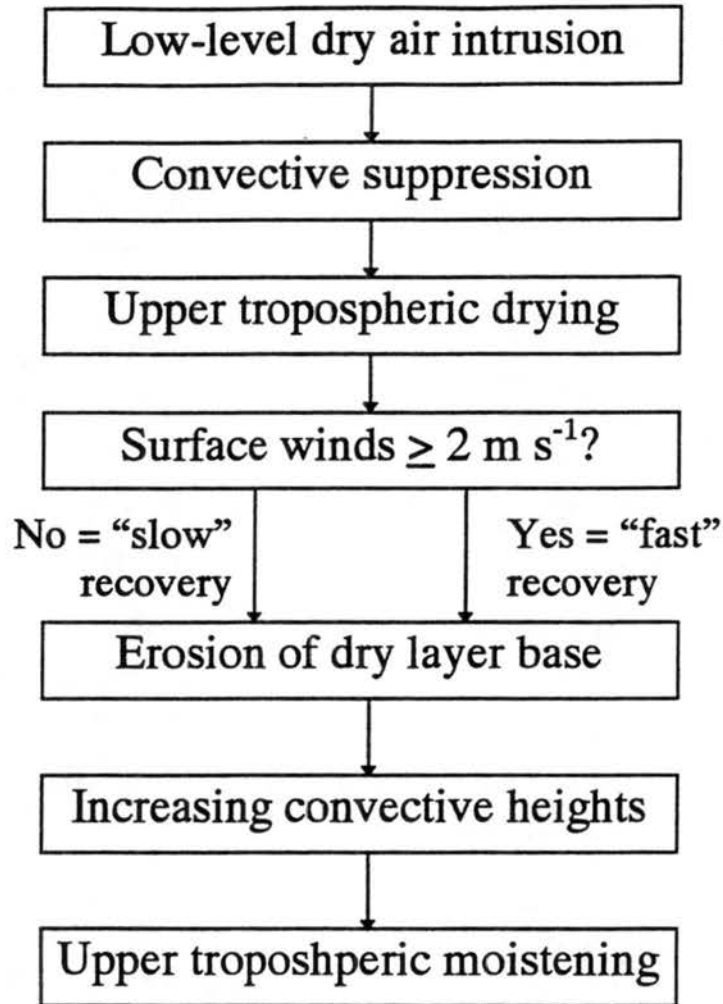 Low-level dry air intrusion
Convective suppression
Upper tropospheric drying
Surface winds ≥ 2 m s⁻¹?
No = “slow”
recovery
Yes = “fast”
recovery
Erosion of dry layer base
Increasing convective heights
Upper troposhperic moistening